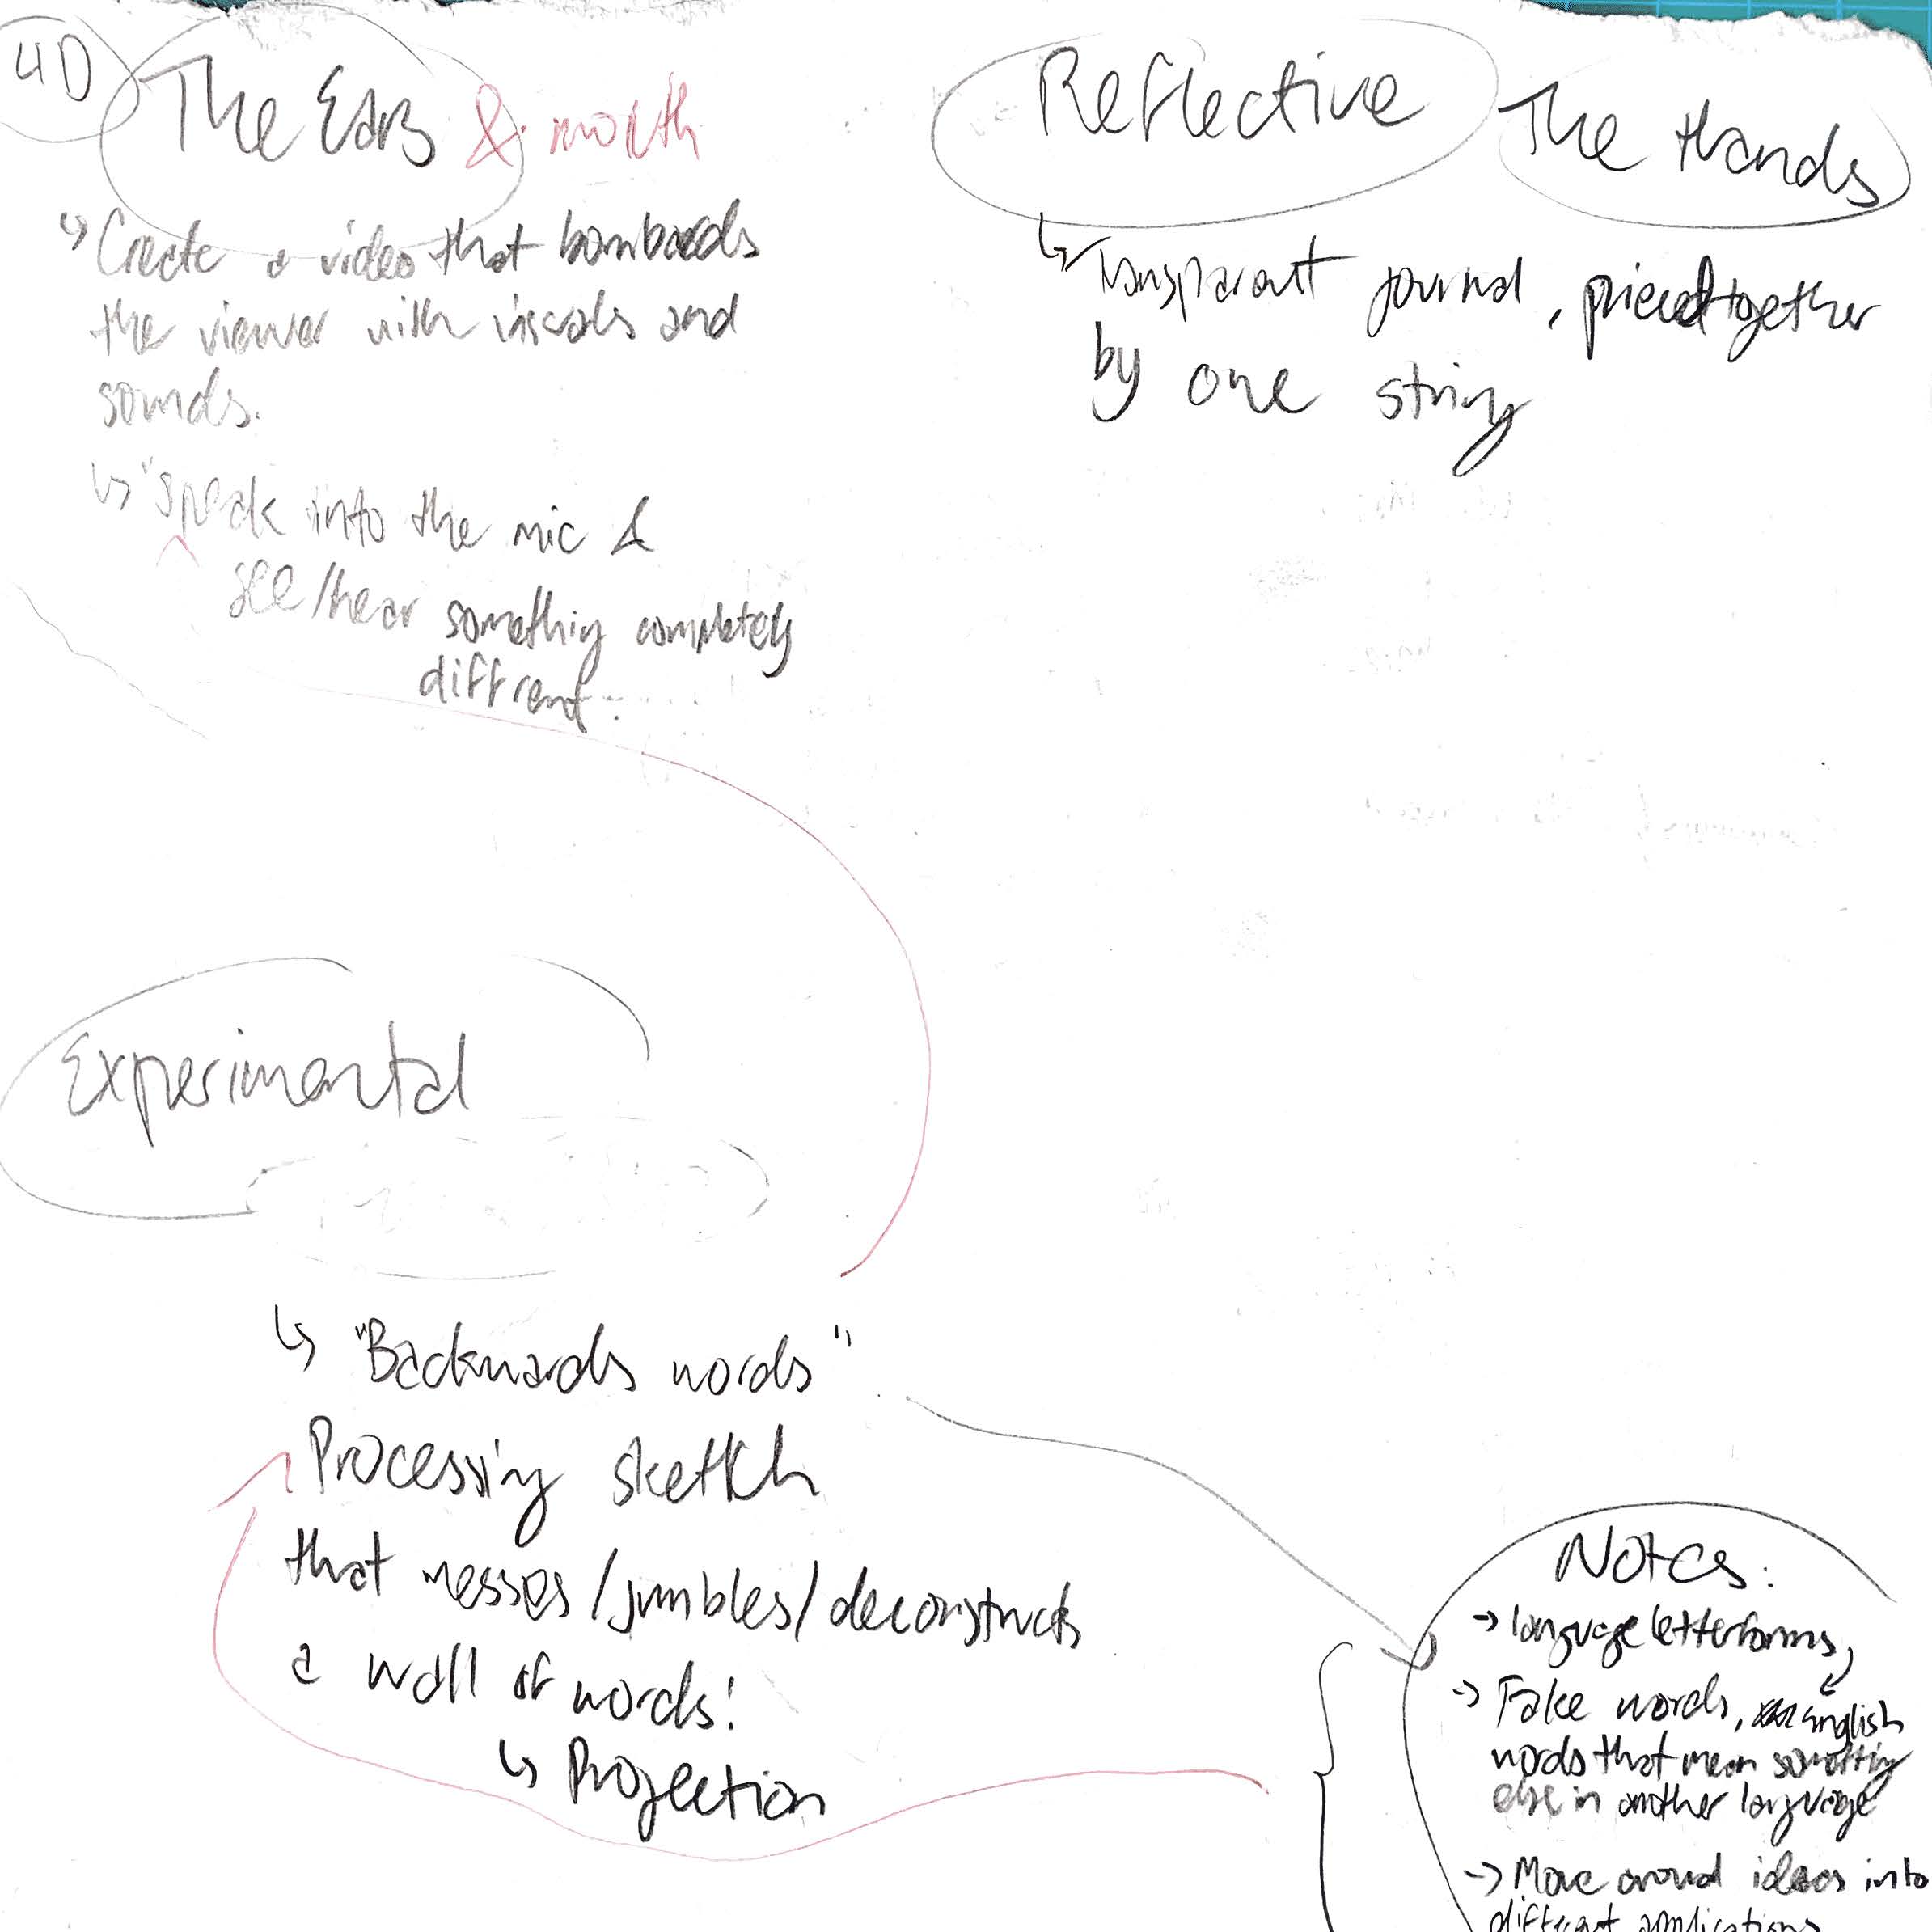 4D
The Ears & mouth
↳ Create a video that bombards
the viewer with visuals and
sounds.
↳ "speak into the mic &
see/hear something completely
diffrent.
Reflective
The Hands
↳ Transparent journal, pieced together
by one string
Experimental
↳ "Backwards words"
Processing sketch
that messes/jumbles/deconstructs
a wall of words!
↳ Projection
Notes:
→ language letterforms,
→ Fake words, english
words that mean something
else in another language
→ Move around ideas into
different applications